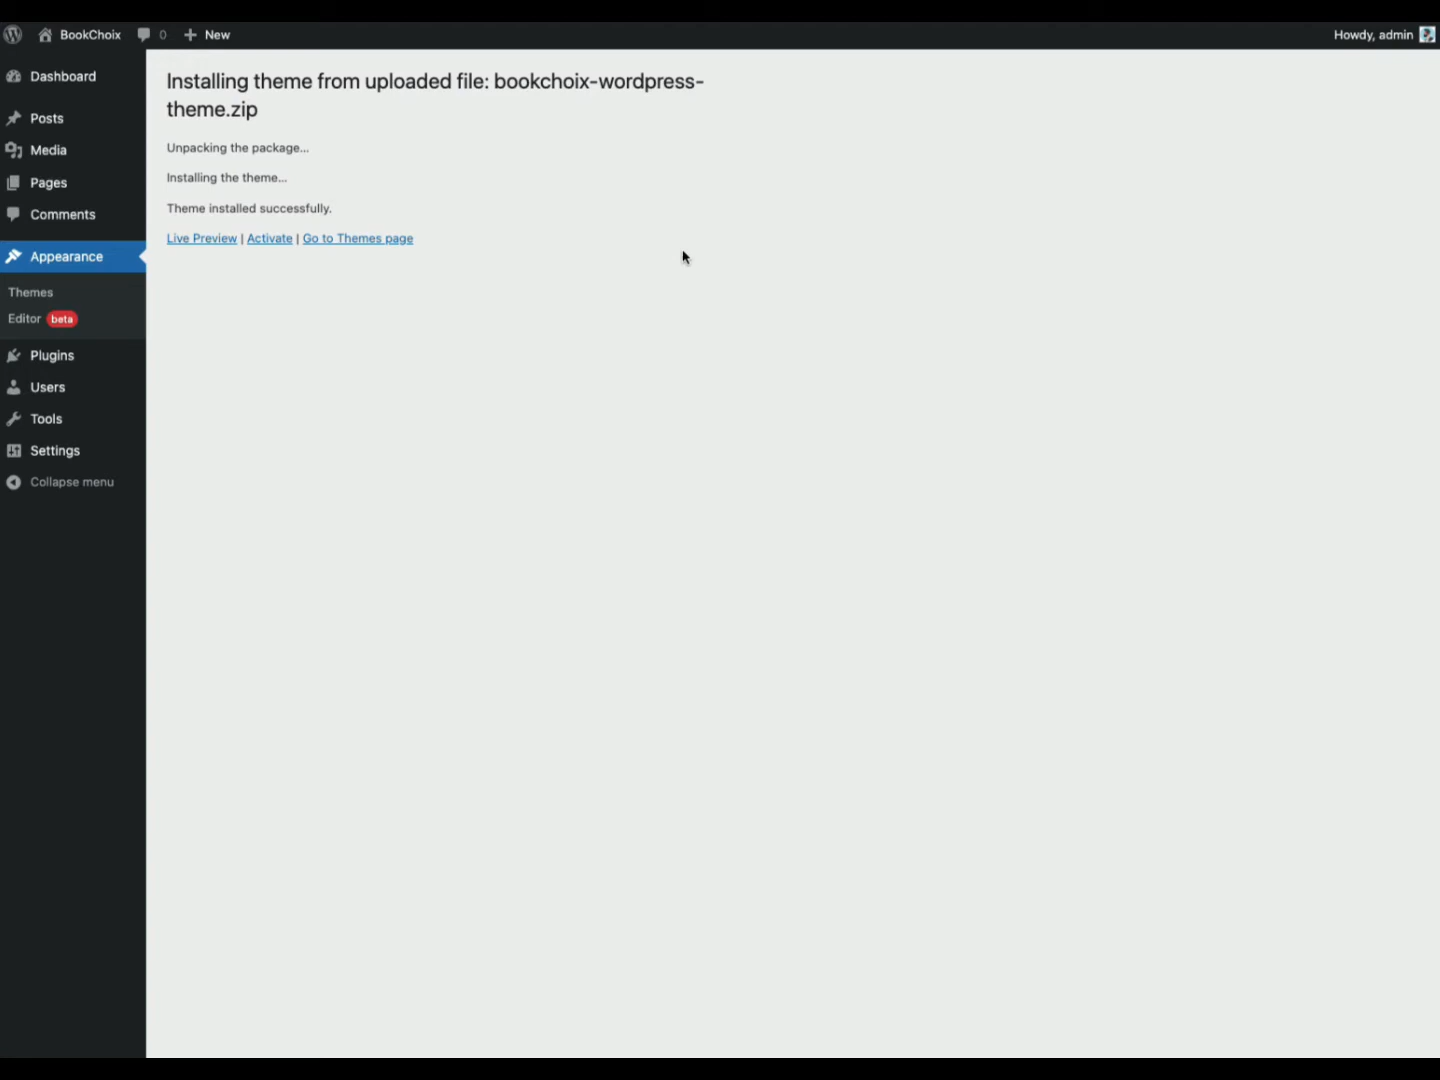 BookChoix 0 New Howdy, admin
Dashboard
Posts
Media
Pages
Comments
Appearance
Themes
Editor beta
Plugins
Users
Tools
Settings
Collapse menu
Installing theme from uploaded file: bookchoix-wordpress-
theme.zip
Unpacking the package...
Installing the theme...
Theme installed successfully.
Live Preview | Activate | Go to Themes page